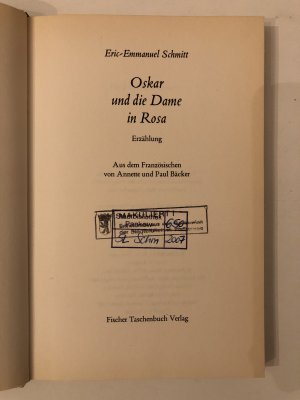 Eric-Emmanuel Schmitt
Oskar
und die Dame
in Rosa
Erzählung
Aus dem Französischen
von Annette und Paul Bäcker
MAKULIERT!
2007
Fischer Taschenbuch Verlag